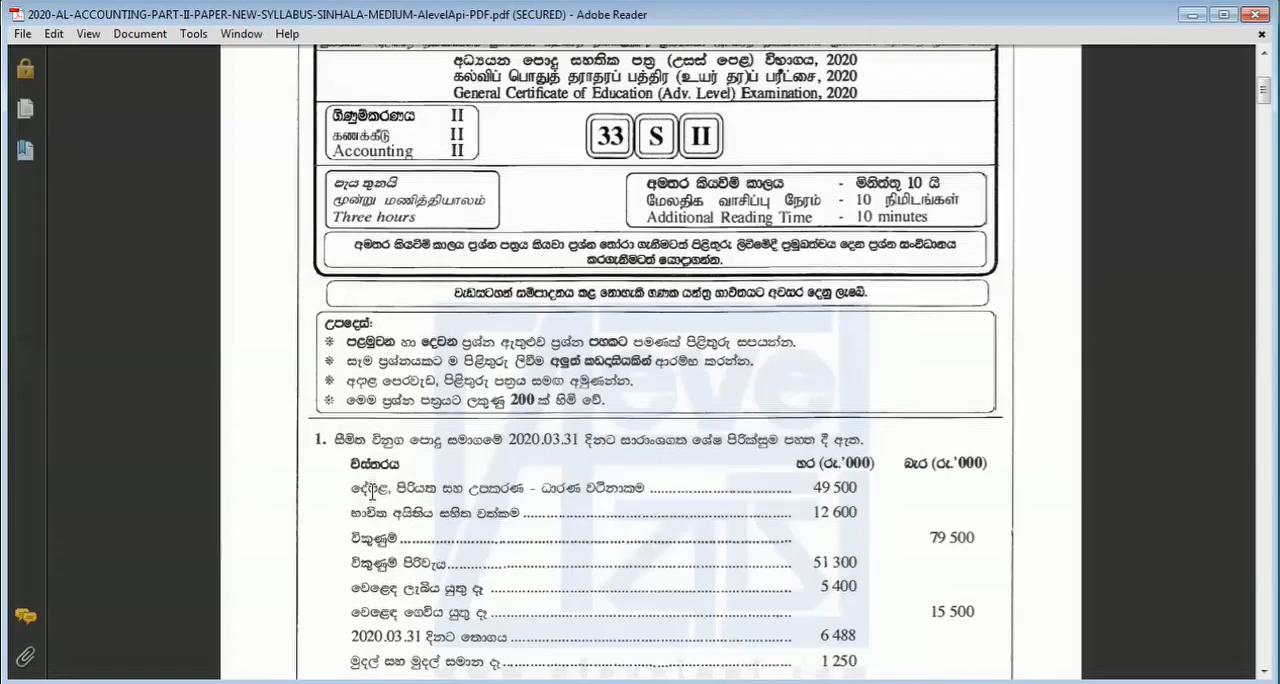 2020-AL-ACCOUNTING-PART-II-PAPER-NEW-SYLLABUS-SINHALA-MEDIUM-AlevelApi-PDF.pdf (SECURED) - Adobe Reader
File Edit View Document Tools Window Help
අධ්‍යයන පොදු සහතික පත්‍ර (උසස් පෙළ) විභාගය, 2020
கல்விப் பொதுத் தராதரப் பத்திர (உயர் தர)ப் பரீட்சை, 2020
General Certificate of Education (Adv. Level) Examination, 2020
ගිණුම්කරණය II
கணக்கீடு II
Accounting II
33 S II
පැය තුනයි
மூன்று மணித்தியாலம்
Three hours
අමතර කියවීම් කාලය - මිනිත්තු 10 යි
மேலதிக வாசிப்பு நேரம் - 10 நிமிடங்கள்
Additional Reading Time - 10 minutes
අමතර කියවීම් කාලය ප්‍රශ්න පත්‍රය කියවා ප්‍රශ්න තෝරා ගැනීමටත් පිළිතුරු ලිවීමේදී ප්‍රමුඛත්වය දෙන ප්‍රශ්න සංවිධානය
කරගැනීමටත් යොදාගන්න.
වැඩසටහන් සම්පාදනය කළ නොහැකි ගණක යන්ත්‍ර භාවිතයට අවසර දෙනු ලැබේ.
උපදෙස්:
* පළමුවන හා දෙවන ප්‍රශ්න ඇතුළුව ප්‍රශ්න පහකට පමණක් පිළිතුරු සපයන්න.
* සෑම ප්‍රශ්නයකට ම පිළිතුරු ලිවීම අලුත් කඩදාසියකින් ආරම්භ කරන්න.
* අදාළ පෙරවැඩ, පිළිතුරු පත්‍රය සමඟ අමුණන්න.
* මෙම ප්‍රශ්න පත්‍රයට ලකුණු 200 ක් හිමි වේ.
1. සීමිත විනුග පොදු සමාගමේ 2020.03.31 දිනට සාරාංශගත ශේෂ පිරික්සුම පහත දී ඇත.
විස්තරය හර (රු.'000) බැර (රු.'000)
දේපළ, පිරියත සහ උපකරණ - ධාරණ වටිනාකම 49 500
භාවිත අයිතිය සහිත වත්කම 12 600
විකුණුම් 79 500
විකුණුම් පිරිවැය 51 300
වෙළෙඳ ලැබිය යුතු දෑ 5 400
වෙළෙඳ ගෙවිය යුතු දෑ 15 500
2020.03.31 දිනට තොගය 6 488
මුදල් සහ මුදල් සමාන දෑ 1 250